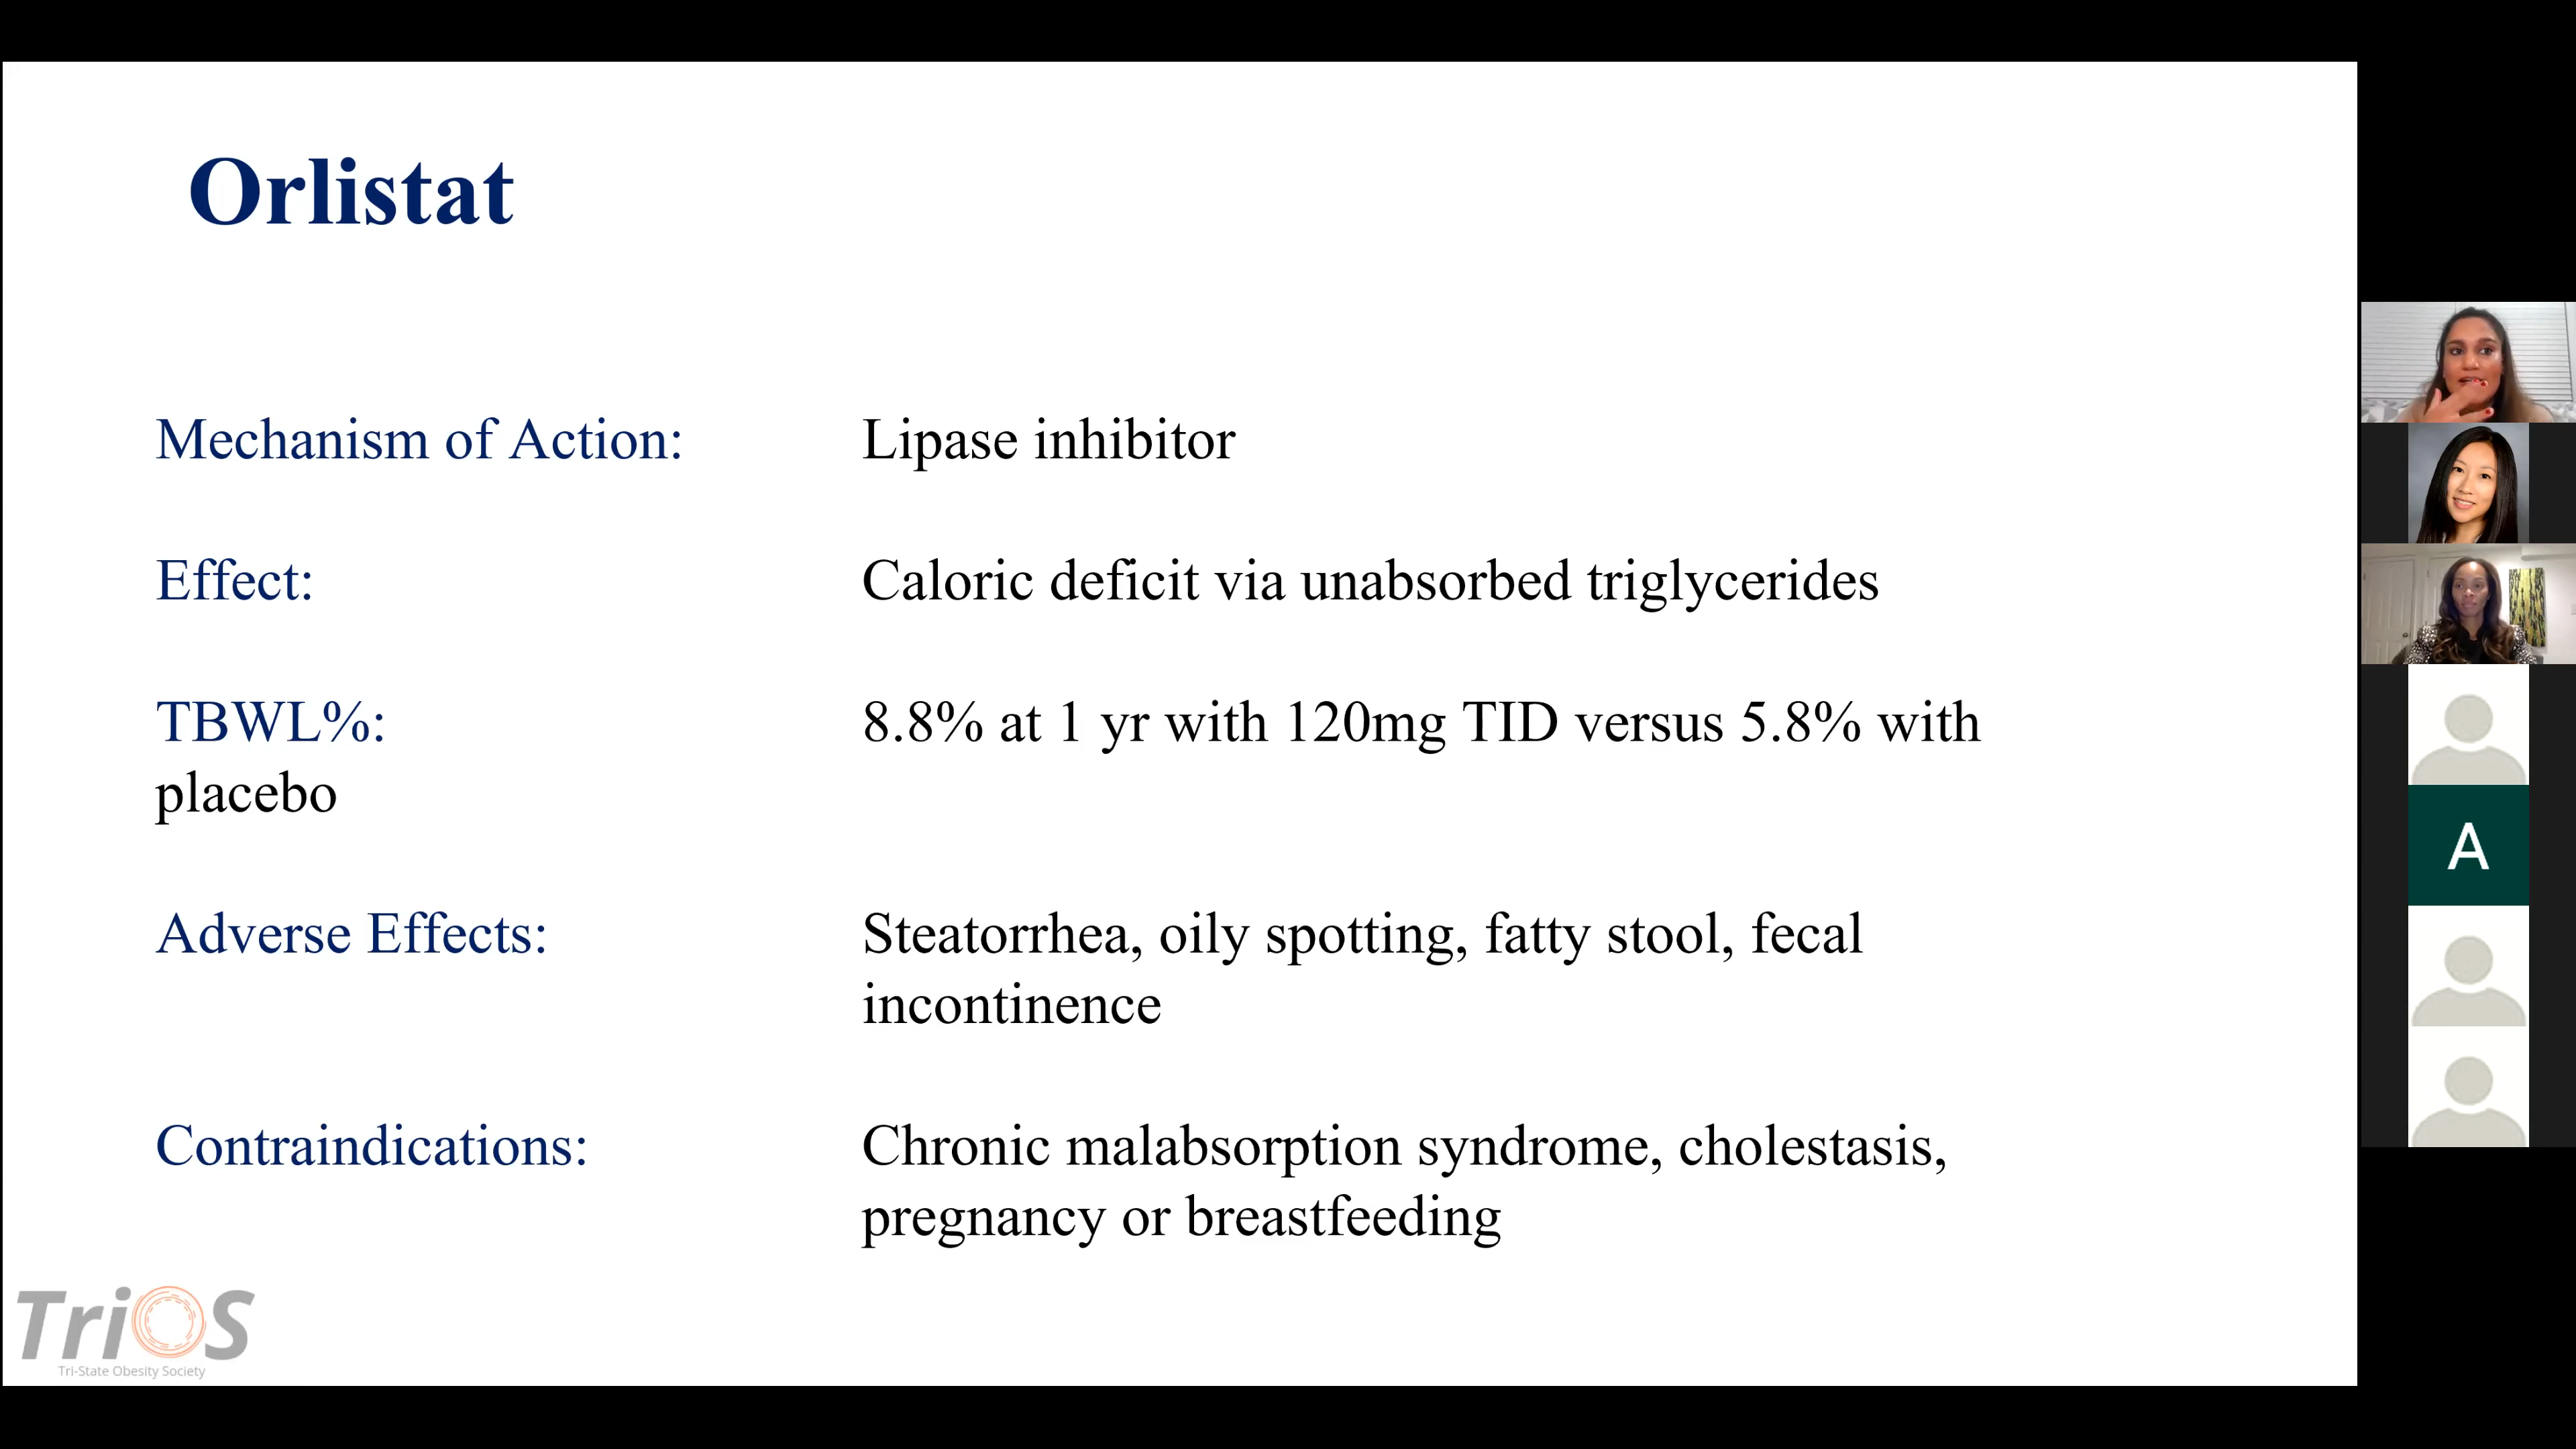 Orlistat
Mechanism of Action: Lipase inhibitor
Effect: Caloric deficit via unabsorbed triglycerides
TBWL%: 8.8% at 1 yr with 120mg TID versus 5.8% with
placebo
Adverse Effects: Steatorrhea, oily spotting, fatty stool, fecal
incontinence
Contraindications: Chronic malabsorption syndrome, cholestasis,
pregnancy or breastfeeding
TriOS
Tri-State Obesity Society
A